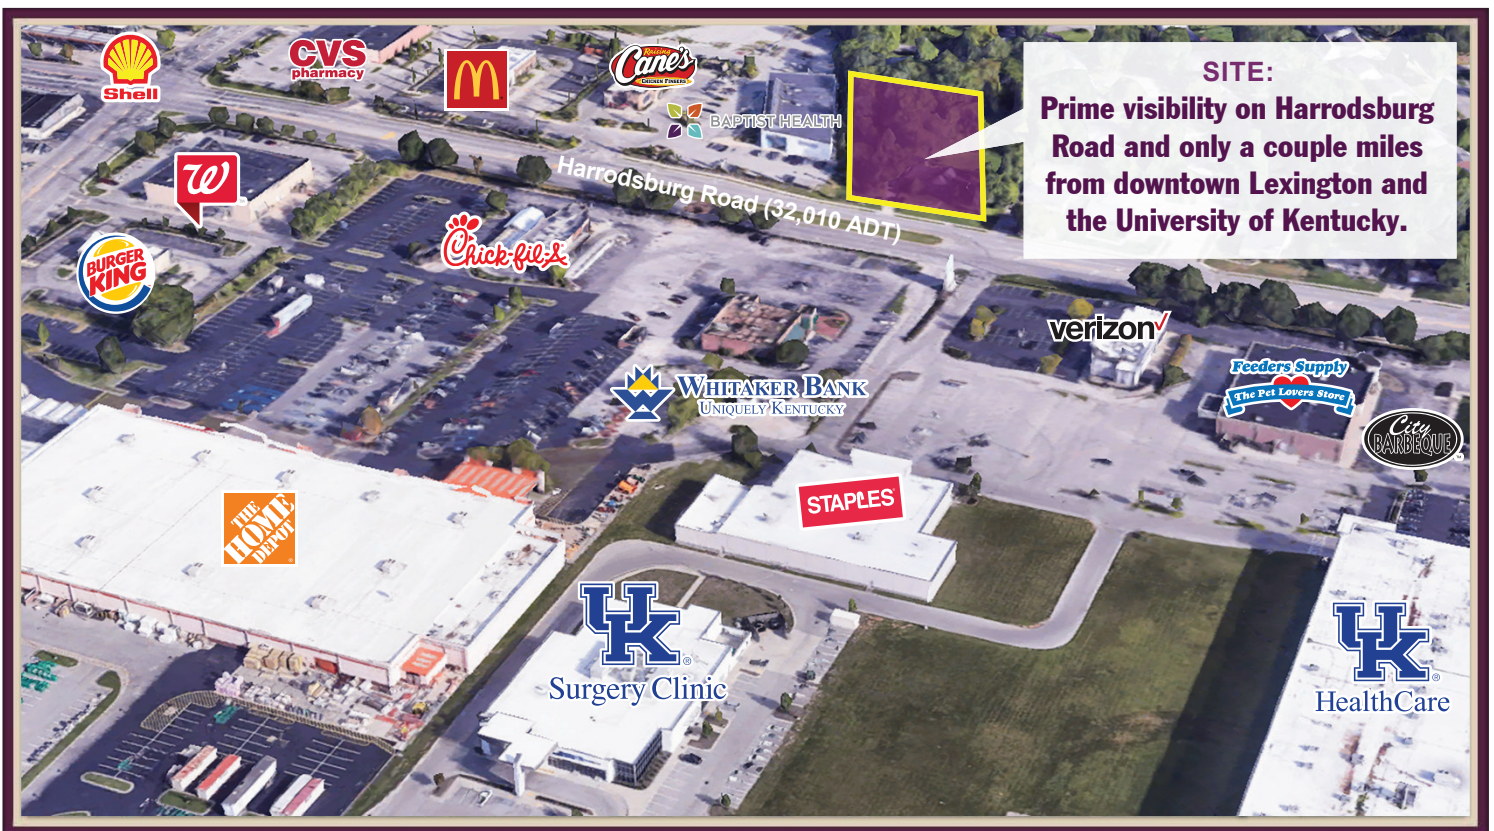 Shell
CVS
pharmacy
Raising
Cane's
CHICKEN FINGERS
BAPTIST HEALTH
SITE:
Prime visibility on Harrodsburg
Road and only a couple miles
from downtown Lexington and
the University of Kentucky.
W
Harrodsburg Road (32,010 ADT)
BURGER
KING
Chick-fil-A
verizon
WHITAKER BANK
UNIQUELY KENTUCKY
Feeders Supply
The Pet Lovers Store
City
BARBEQUE
THE
HOME
DEPOT
STAPLES
UK
Surgery Clinic
UK
HealthCare